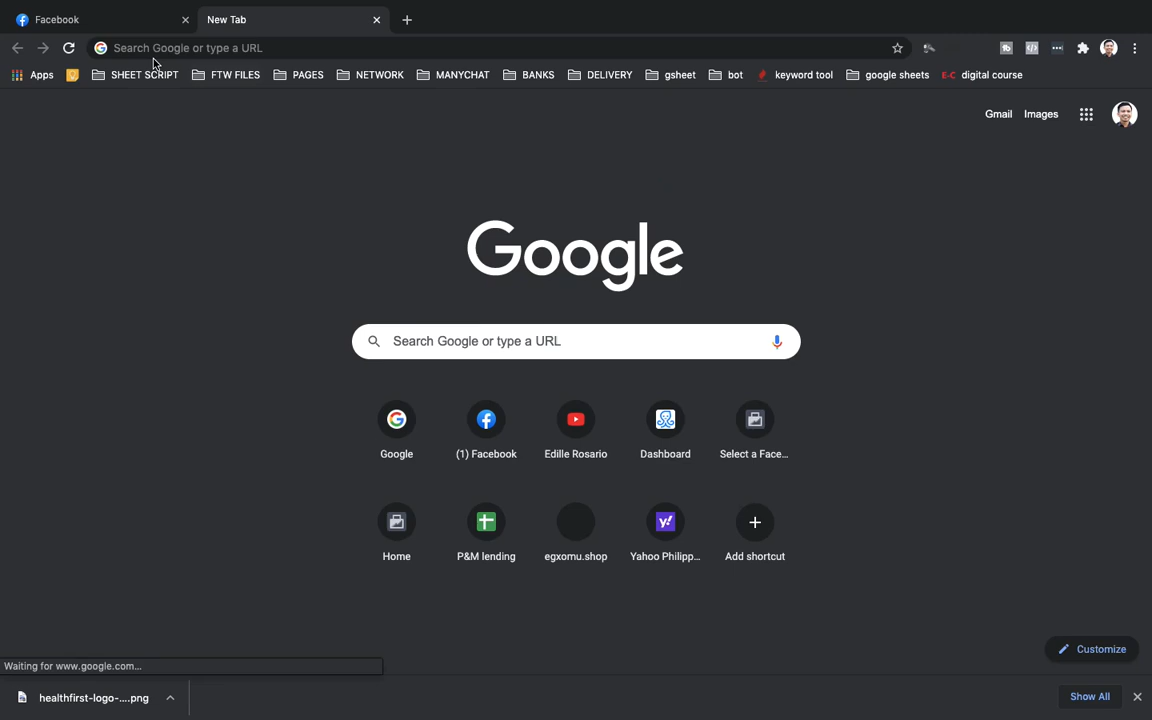 Facebook New Tab
Search Google or type a URL
Apps SHEET SCRIPT FTW FILES PAGES NETWORK MANYCHAT BANKS DELIVERY gsheet bot keyword tool google sheets E-C digital course
Gmail Images
Google
Search Google or type a URL
Google (1) Facebook Edille Rosario Dashboard Select a Face...
Home P&M lending egxomu.shop Yahoo Philipp... Add shortcut
Customize
Waiting for www.google.com...
healthfirst-logo-....png Show All